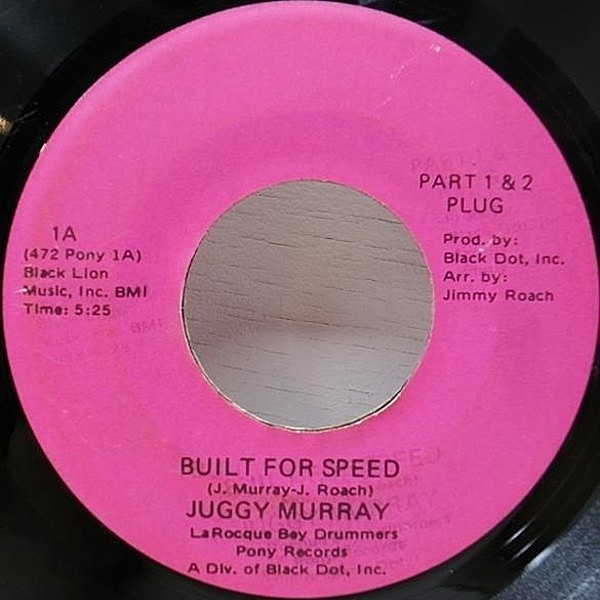 PART 1 & 2
PLUG
1A
(472 Pony 1A)
Black Lion
Music, Inc. BMI
Time: 5:25
Prod. by:
Black Dot, Inc.
Arr. by:
Jimmy Roach
BUILT FOR SPEED
(J. Murray-J. Roach)
JUGGY MURRAY
LaRocque Bey Drummers
Pony Records
A Div. of Black Dot, Inc.